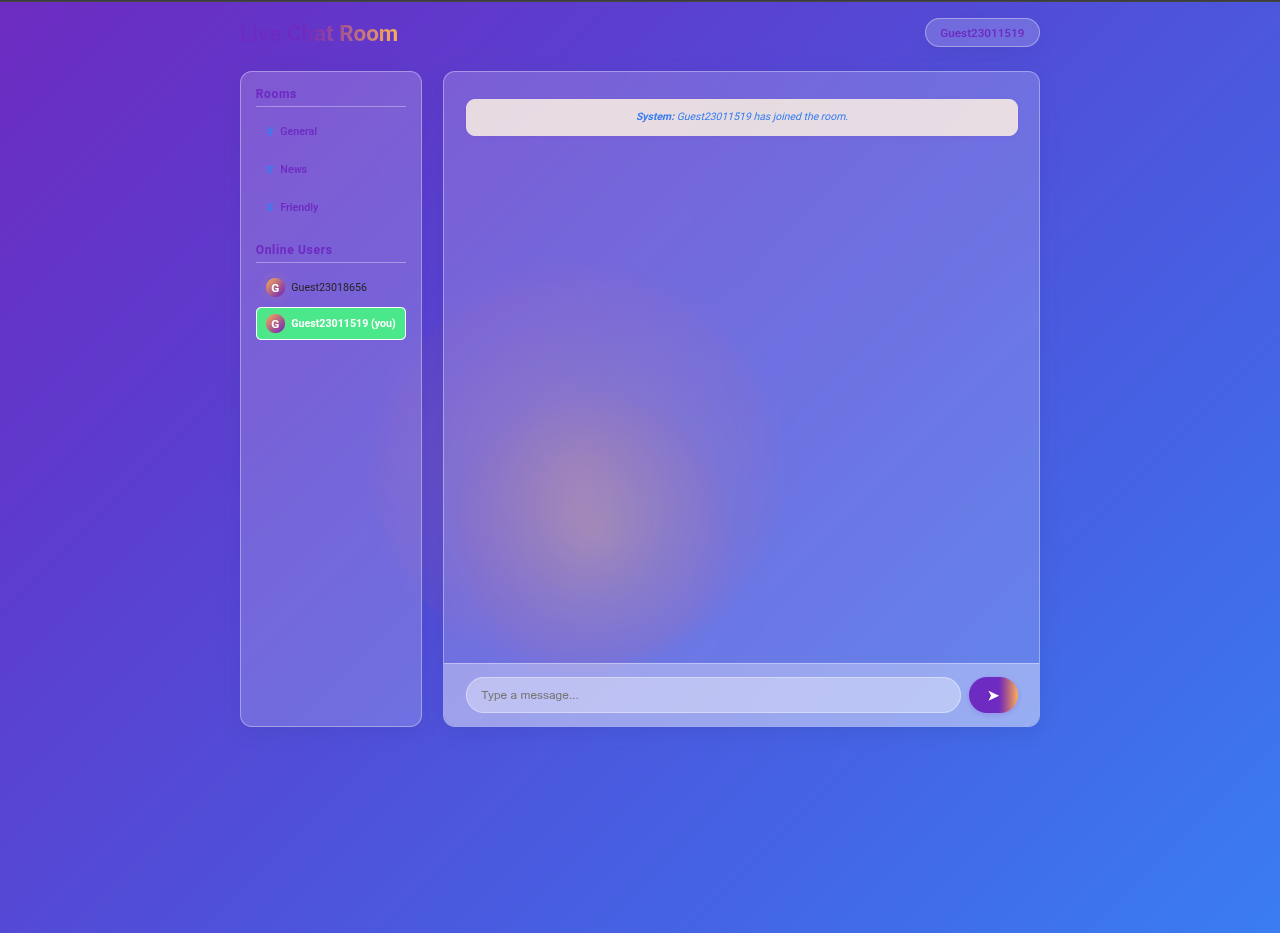 Live Chat Room
Guest23011519
Rooms
General
News
Friendly
Online Users
G Guest23018656
G Guest23011519 (you)
System: Guest23011519 has joined the room.
Type a message...